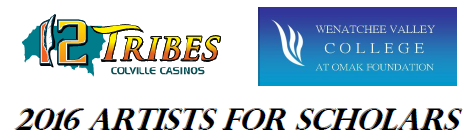 12 TRIBES
COLVILLE CASINOS
WENATCHEE VALLEY
COLLEGE
AT OMAK FOUNDATION
2016 ARTISTS FOR SCHOLARS